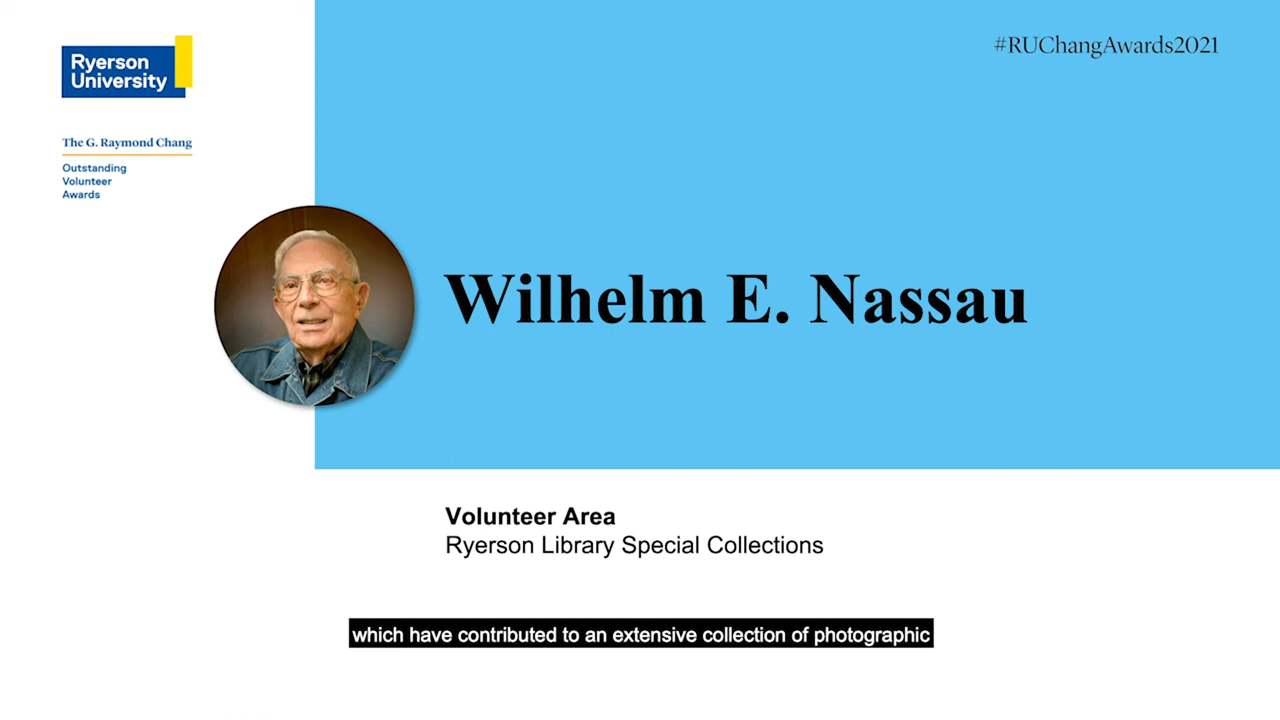 Ryerson
University
#RUChangAwards2021
The G. Raymond Chang
Outstanding
Volunteer
Awards
Wilhelm E. Nassau
Volunteer Area
Ryerson Library Special Collections
which have contributed to an extensive collection of photographic